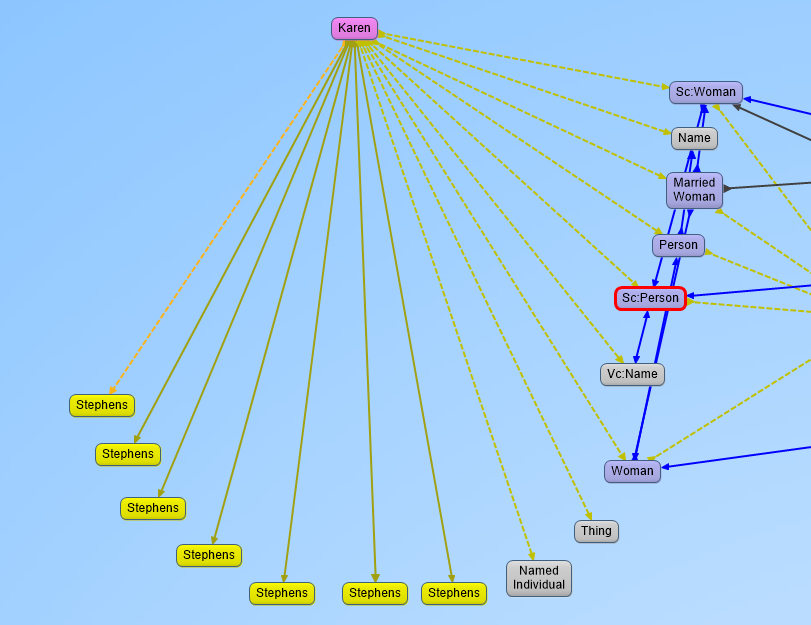 Karen
Sc:Woman
Name
Married
Woman
Person
Sc:Person
Vc:Name
Stephens
Stephens
Woman
Stephens
Thing
Stephens
Named
Individual
Stephens
Stephens
Stephens